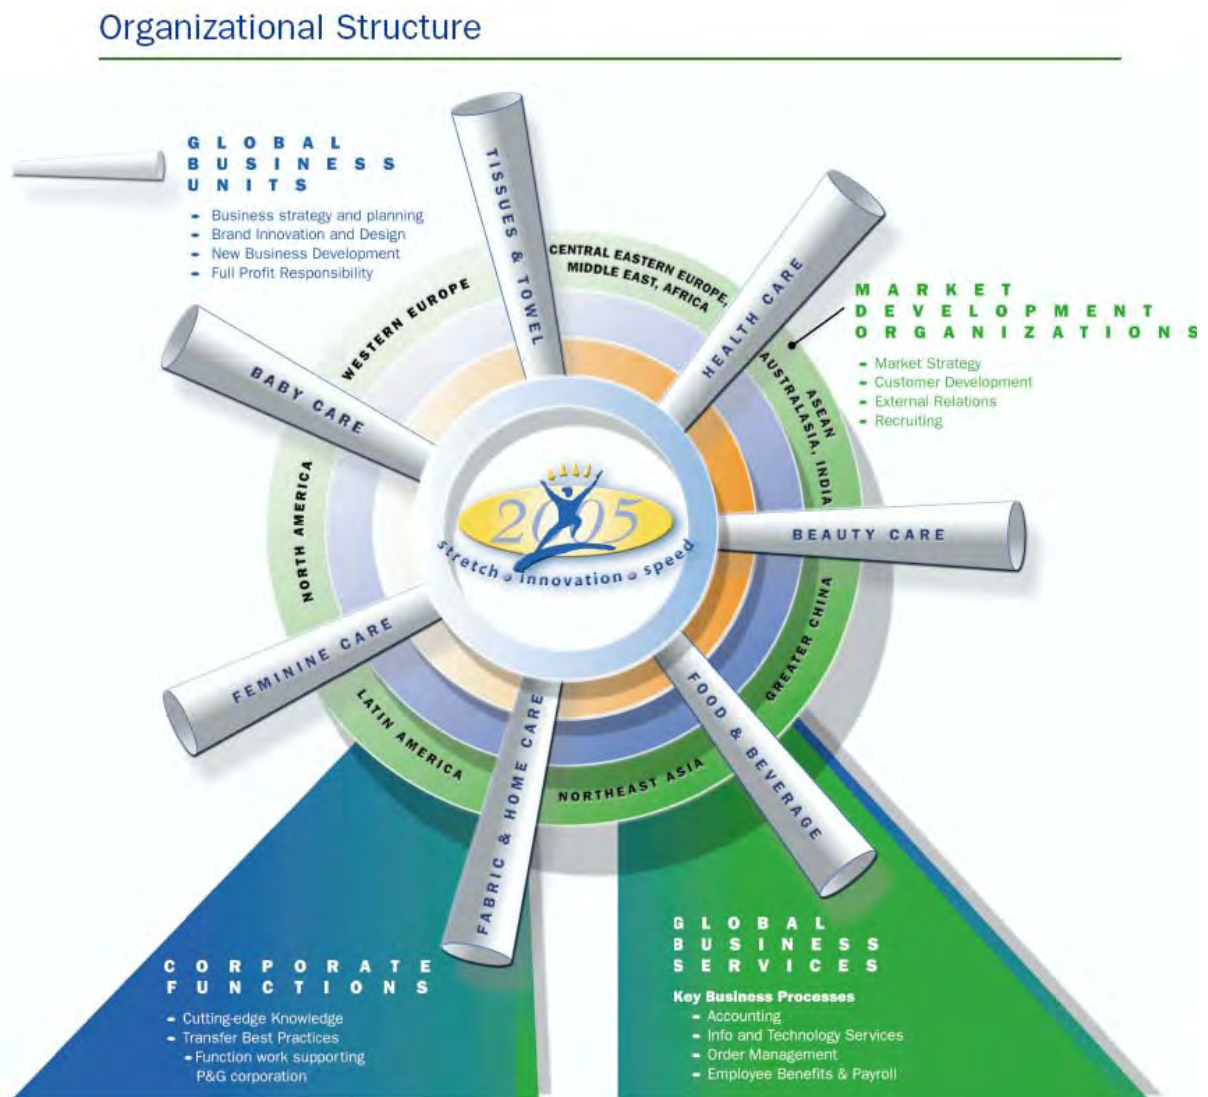 Organizational Structure
GLOBAL
BUSINESS
UNITS
Business strategy and planning
Brand Innovation and Design
New Business Development
Full Profit Responsibility
TISSUES & TOWEL
HEALTH CARE
BEAUTY CARE
FOOD & BEVERAGE
FABRIC & HOME CARE
FEMININE CARE
BABY CARE
WESTERN EUROPE
CENTRAL EASTERN EUROPE,
MIDDLE EAST, AFRICA
ASEAN
AUSTRALASIA, INDIA
GREATER CHINA
NORTHEAST ASIA
LATIN AMERICA
NORTH AMERICA
MARKET
DEVELOPMENT
ORGANIZATIONS
Market Strategy
Customer Development
External Relations
Recruiting
2005
stretch • innovation • speed
CORPORATE
FUNCTIONS
Cutting-edge Knowledge
Transfer Best Practices
Function work supporting
P&G corporation
GLOBAL
BUSINESS
SERVICES
Key Business Processes
Accounting
Info and Technology Services
Order Management
Employee Benefits & Payroll